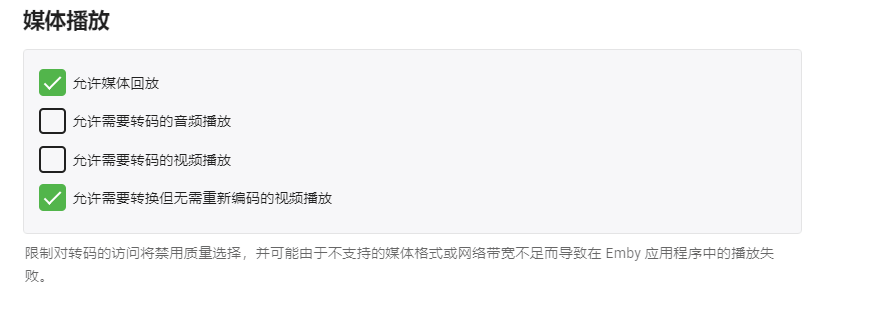 媒体播放
允许媒体回放
允许需要转码的音频播放
允许需要转码的视频播放
允许需要转换但无需重新编码的视频播放
限制对转码的访问将禁用质量选择，并可能由于不支持的媒体格式或网络带宽不足而导致在 Emby 应用程序中的播放失
败。